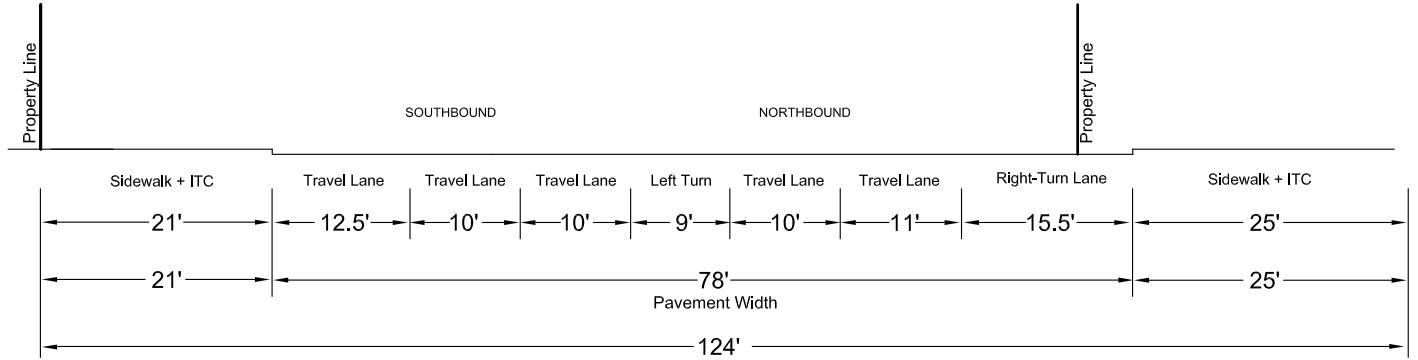 Property Line
Property Line
SOUTHBOUND
NORTHBOUND
Sidewalk + ITC
Travel Lane
Travel Lane
Travel Lane
Left Turn
Travel Lane
Travel Lane
Right-Turn Lane
Sidewalk + ITC
21'
12.5'
10'
10'
9'
10'
11'
15.5'
25'
21'
78'
25'
Pavement Width
124'